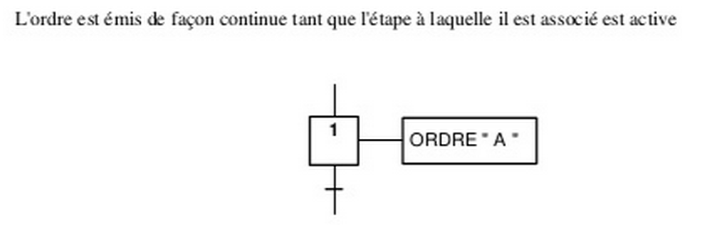 L'ordre est émis de façon continue tant que l'étape à laquelle il est associé est active
1
ORDRE " A "